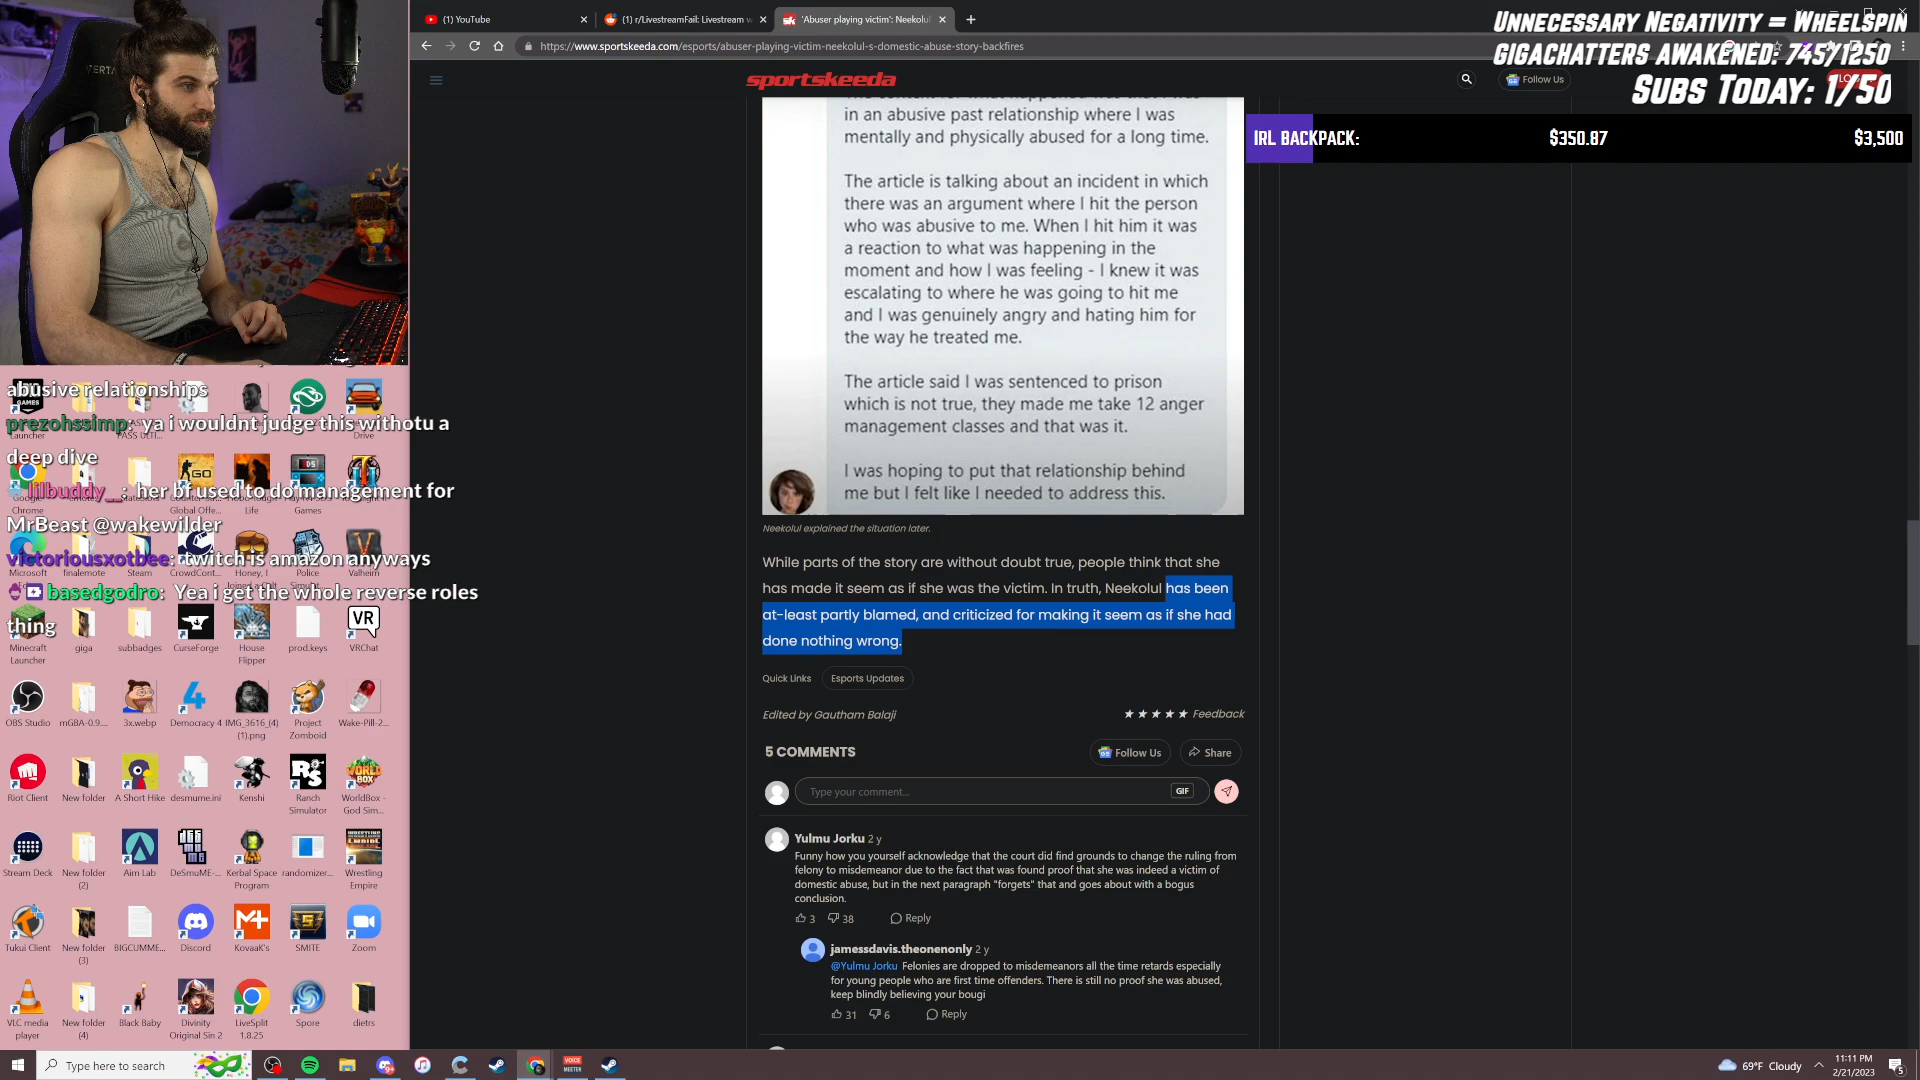 (1) YouTube
(1) r/LivestreamFail: Livestream w
'Abuser playing victim': Neekolul
https://www.sportskeeda.com/esports/abuser-playing-victim-neekolul-s-domestic-abuse-story-backfires
Unnecessary Negativity = Wheelspin
GIGACHATTERS AWAKENED: 745/1250
Subs Today: 1/50
IRL BACKPACK:
$350.87
$3,500
sportskeeda
Follow Us
in an abusive past relationship where I was
mentally and physically abused for a long time.
The article is talking about an incident in which
there was an argument where I hit the person
who was abusive to me. When I hit him it was
a reaction to what was happening in the
moment and how I was feeling - I knew it was
escalating to where he was going to hit me
and I was genuinely angry and hating him for
the way he treated me.
The article said I was sentenced to prison
which is not true, they made me take 12 anger
management classes and that was it.
I was hoping to put that relationship behind
me but I felt like I needed to address this.
Neekolul explained the situation later.
While parts of the story are without doubt true, people think that she
has made it seem as if she was the victim. In truth, Neekolul has been
at-least partly blamed, and criticized for making it seem as if she had
done nothing wrong.
Quick Links
Esports Updates
Edited by Gautham Balaji
Feedback
5 COMMENTS
Follow Us
Share
Type your comment...
GIF
Yulmu Jorku 2 y
Funny how you yourself acknowledge that the court did find grounds to change the ruling from
felony to misdemeanor due to the fact that was found proof that she was indeed a victim of
domestic abuse, but in the next paragraph "forgets" that and goes about with a bogus
conclusion.
3 38 Reply
jamessdavis.theonenonly 2 y
@Yulmu Jorku Felonies are dropped to misdemeanors all the time retards especially
for young people who are first time offenders. There is still no proof she was abused,
keep blindly believing your bougi
31 6 Reply
abusive relationships
prezohssimp: ya i wouldnt judge this withotu a
deep dive
lilbuddy__: her bf used to do management for
MrBeast @wakewilder
victoriousxotbee: twitch is amazon anyways
basedgodro: Yea i get the whole reverse roles
thing
Minecraft Launcher
giga
subbadges
CurseForge
House Flipper
prod.keys
VRChat
OBS Studio
mGBA-0.9....
3x.webp
Democracy 4
IMG_3616_(4) (1).png
Project Zomboid
Wake-Pill-2...
Riot Client
New folder
A Short Hike
desmume.ini
Kenshi
Ranch Simulator
WorldBox - God Sim...
Stream Deck
New folder (2)
Aim Lab
DeSmuME-...
Kerbal Space Program
randomizer...
Wrestling Empire
Tukui Client
New folder (3)
BIGCUMME...
Discord
KovaaK's
SMITE
Zoom
VLC media player
New folder (4)
Black Baby
Divinity Original Sin 2
LiveSplit 1.8.25
Spore
dietrs
Type here to search
69°F Cloudy
11:11 PM
2/21/2023